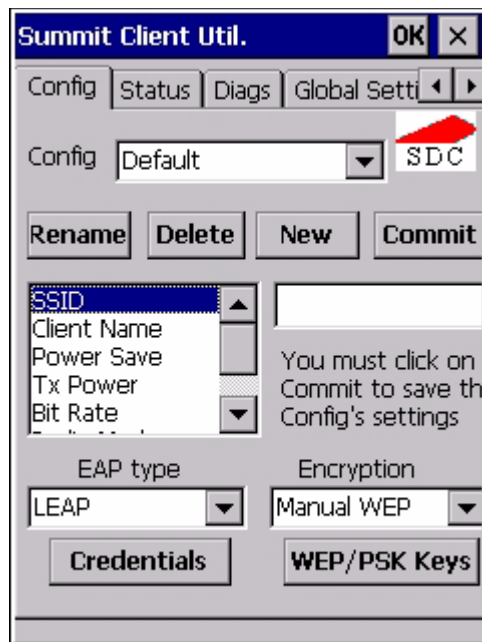 Summit Client Util. OK ×
Config Status Diags Global Setti
Config Default SDC
Rename Delete New Commit
SSID
Client Name
Power Save
Tx Power
Bit Rate
You must click on
Commit to save th
Config's settings
EAP type Encryption
LEAP Manual WEP
Credentials WEP/PSK Keys